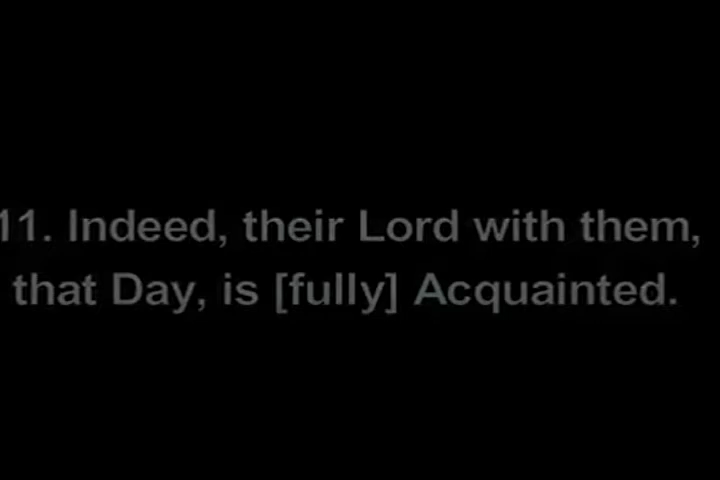 11. Indeed, their Lord with them,
that Day, is [fully] Acquainted.